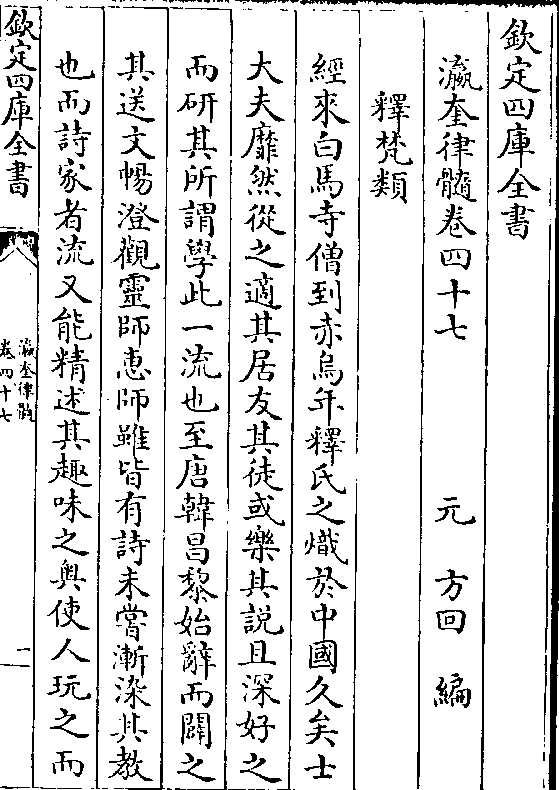 欽定四庫全書
瀛奎律髓卷四十七　元　方回　編
釋梵類
經來白馬寺僧到赤烏年釋氏之熾於中國久矣士
大夫靡然從之適其居友其徒或樂其説且深好之
而研其所謂學此一流也至唐韓昌黎始辭而闢之
其送文暢澄觀靈師惠師雖皆有詩未嘗漸染其教
也而詩家者流又能精述其趣味之奥使人玩之而
欽定四庫全書
瀛奎律髓
卷四十七
一